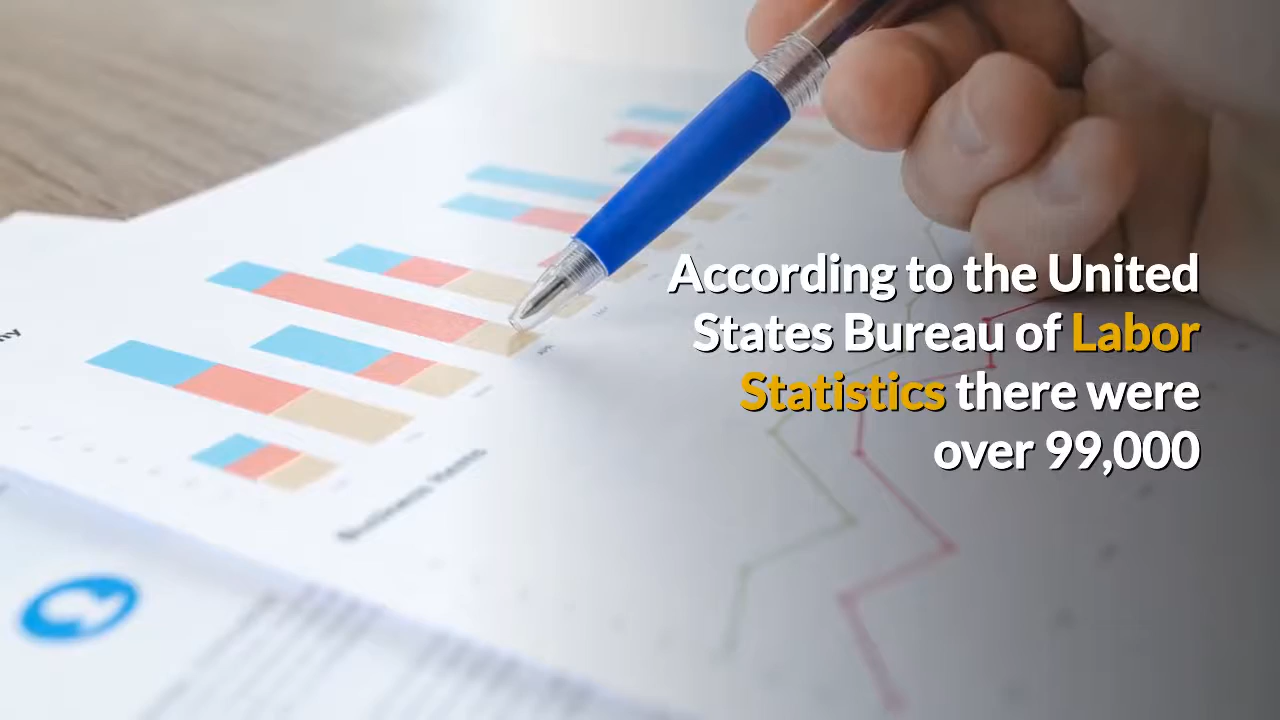 According to the United
States Bureau of Labor
Statistics there were
over 99,000